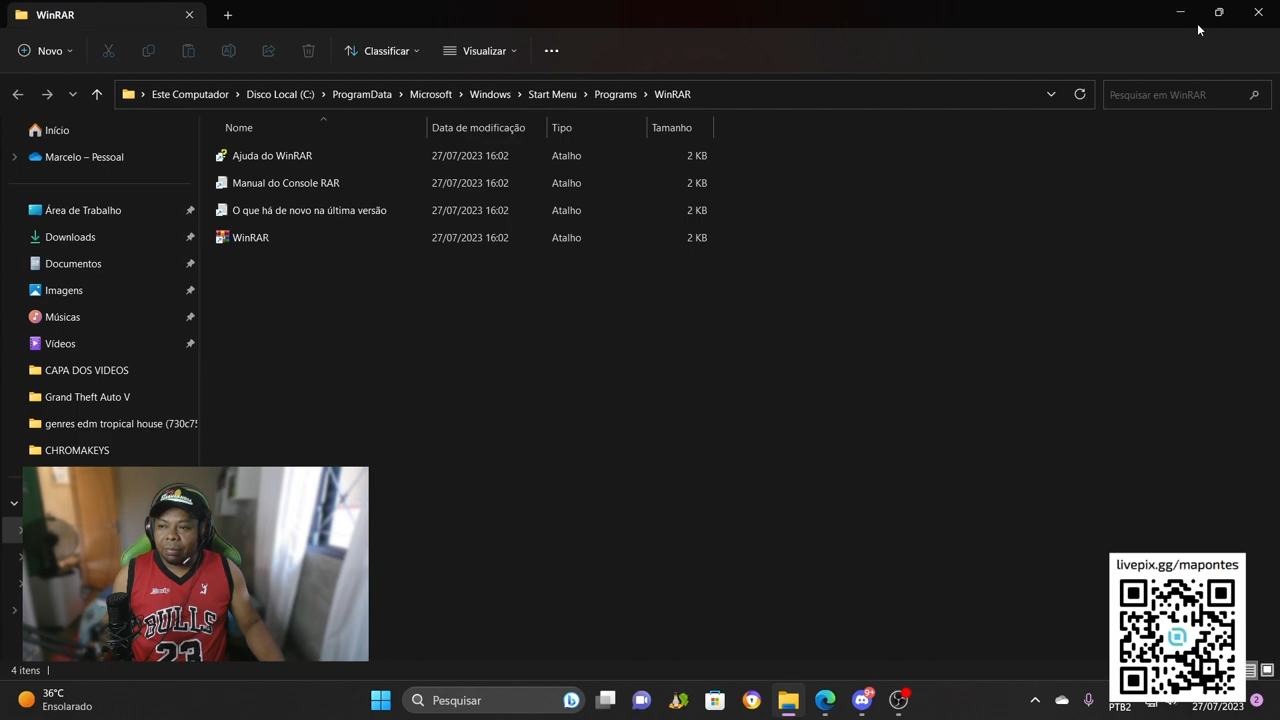 WinRAR
Novo
Classificar
Visualizar
Este Computador > Disco Local (C:) > ProgramData > Microsoft > Windows > Start Menu > Programs > WinRAR
Pesquisar em WinRAR
Nome Data de modificação Tipo Tamanho
Ajuda do WinRAR 27/07/2023 16:02 Atalho 2 KB
Manual do Console RAR 27/07/2023 16:02 Atalho 2 KB
O que há de novo na última versão 27/07/2023 16:02 Atalho 2 KB
WinRAR 27/07/2023 16:02 Atalho 2 KB
Início
Marcelo – Pessoal
Área de Trabalho
Downloads
Documentos
Imagens
Músicas
Vídeos
CAPA DOS VIDEOS
Grand Theft Auto V
genres edm tropical house (730c75
CHROMAKEYS
BULLS
23
livepix.gg/mapontes
4 itens
36°C
Ensolarado
Pesquisar
9+
PTB2
27/07/2023
2